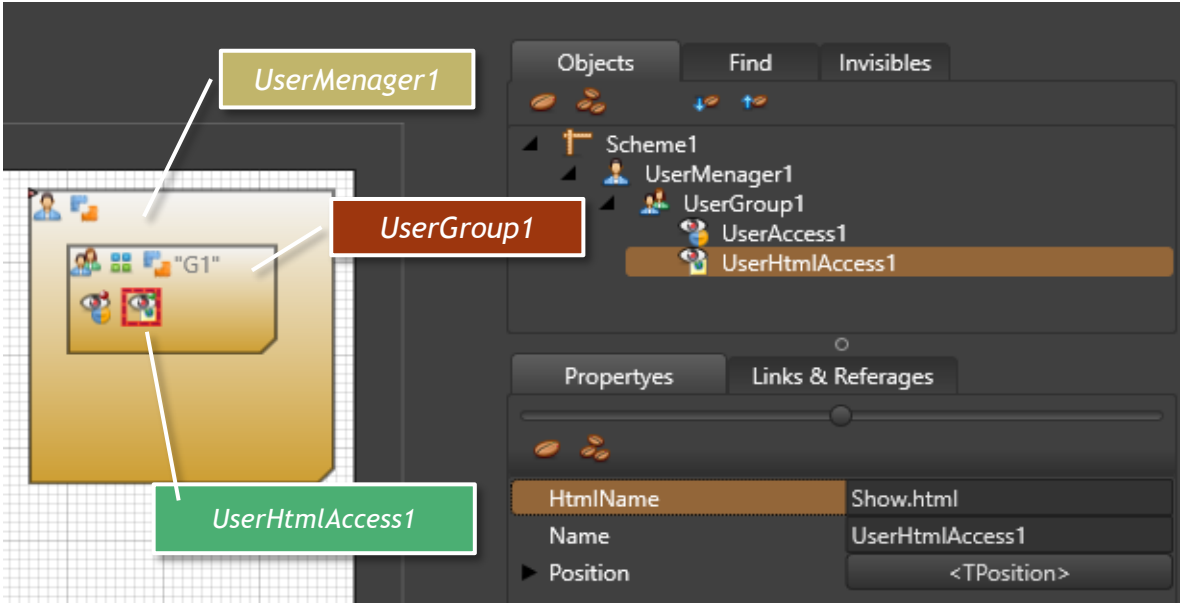 UserMenager1
"G1"
UserGroup1
UserHtmlAccess1
Objects
Find
Invisibles
Scheme1
UserMenager1
UserGroup1
UserAccess1
UserHtmlAccess1
Propertyes
Links & Referages
HtmlName
Show.html
Name
UserHtmlAccess1
Position
<TPosition>